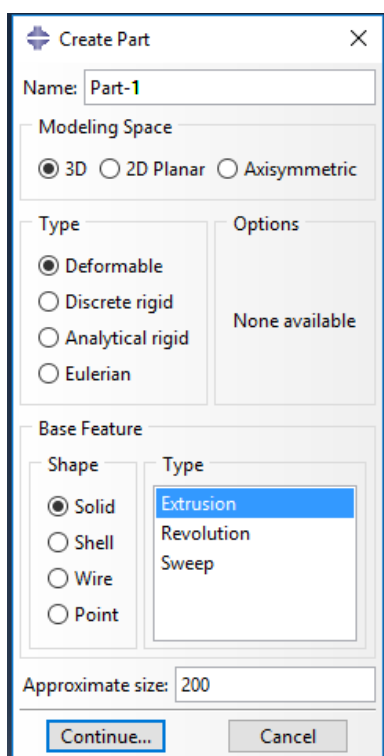 Create Part
Name: Part-1
Modeling Space
3D 2D Planar Axisymmetric
Type
Deformable
Discrete rigid
Analytical rigid
Eulerian
Options
None available
Base Feature
Shape
Solid
Shell
Wire
Point
Type
Extrusion
Revolution
Sweep
Approximate size: 200
Continue... Cancel